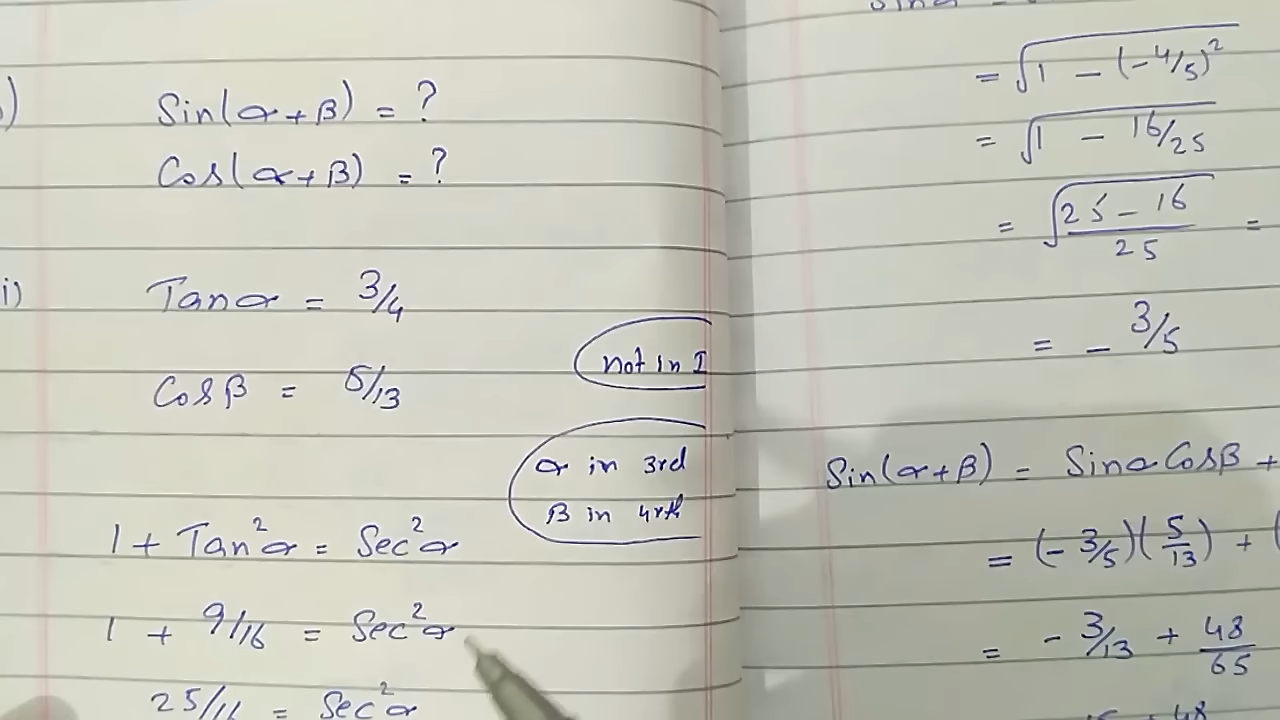 Sin(α+β) = ?
Cos(α+β) = ?
i) Tanα = 3/4
Cosβ = 5/13
not in I
α in 3rd
β in 4rth
1 + Tan²α = Sec²α
1 + 9/16 = Sec²α
25/16 = Sec²α
= √1 - (-4/5)²
= √1 - 16/25
= √25-16/25 =
= - 3/5
Sin(α+β) = Sinα Cosβ +
= (- 3/5)(5/13) + (
= - 3/13 + 48/65